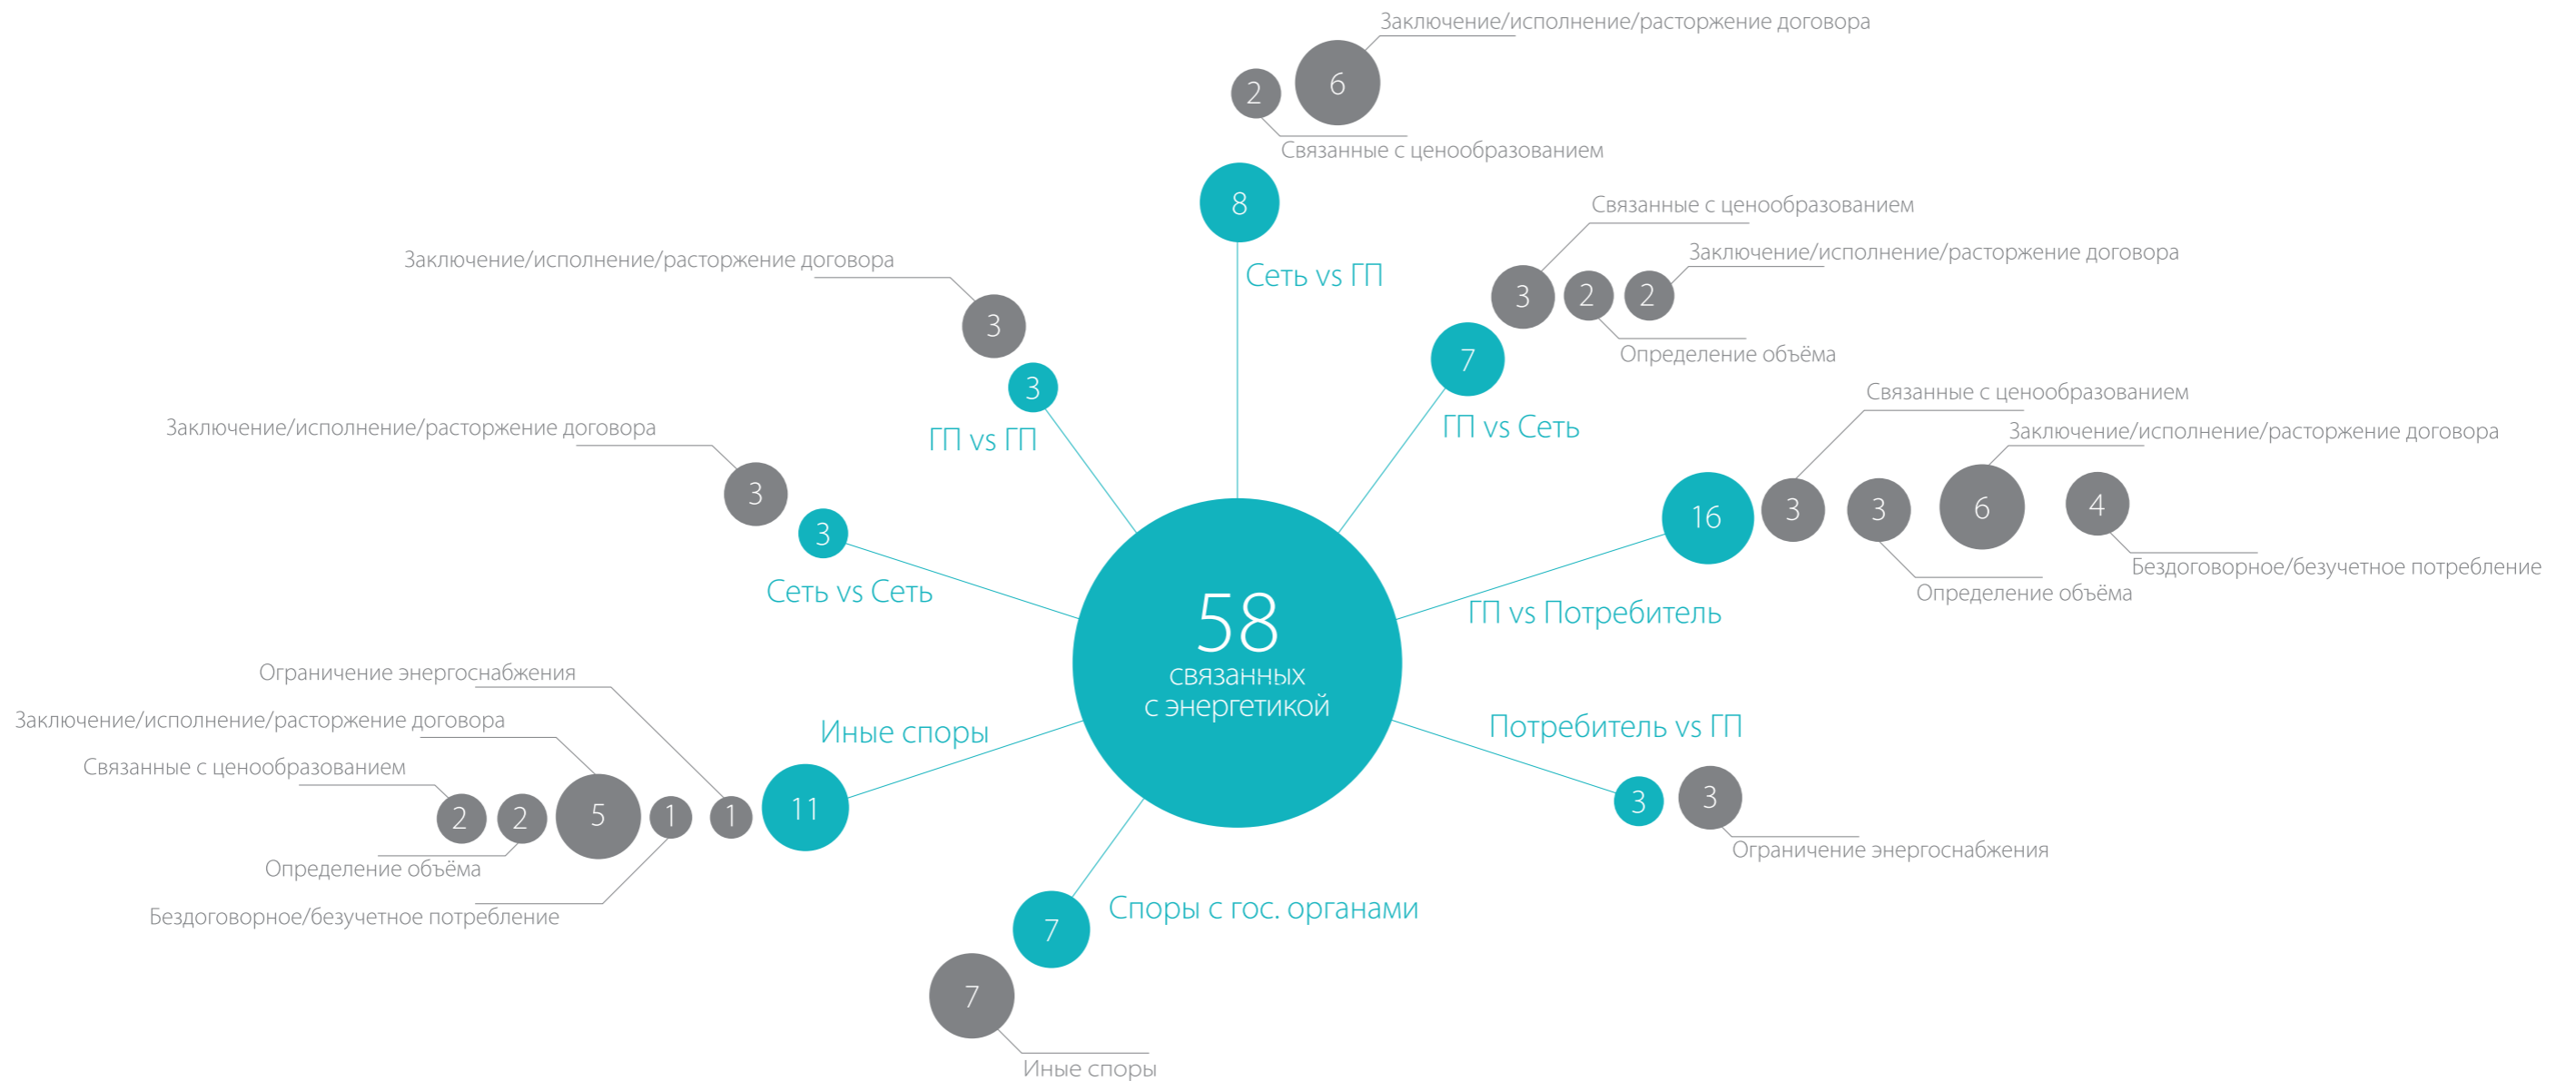 Заключение/исполнение/расторжение договора
2
6
Связанные с ценообразованием
8
Сеть vs ГП
Связанные с ценообразованием
Заключение/исполнение/расторжение договора
3
2
2
Определение объёма
7
ГП vs Сеть
Связанные с ценообразованием
Заключение/исполнение/расторжение договора
16
3
3
6
4
Бездоговорное/безучетное потребление
Определение объёма
ГП vs Потребитель
Потребитель vs ГП
3
3
Ограничение энергоснабжения
Споры с гос. органами
7
7
Иные споры
Иные споры
Ограничение энергоснабжения
Заключение/исполнение/расторжение договора
Связанные с ценообразованием
2
2
5
1
1
11
Определение объёма
Бездоговорное/безучетное потребление
Заключение/исполнение/расторжение договора
3
3
Сеть vs Сеть
Заключение/исполнение/расторжение договора
3
3
ГП vs ГП
58
связанных
с энергетикой